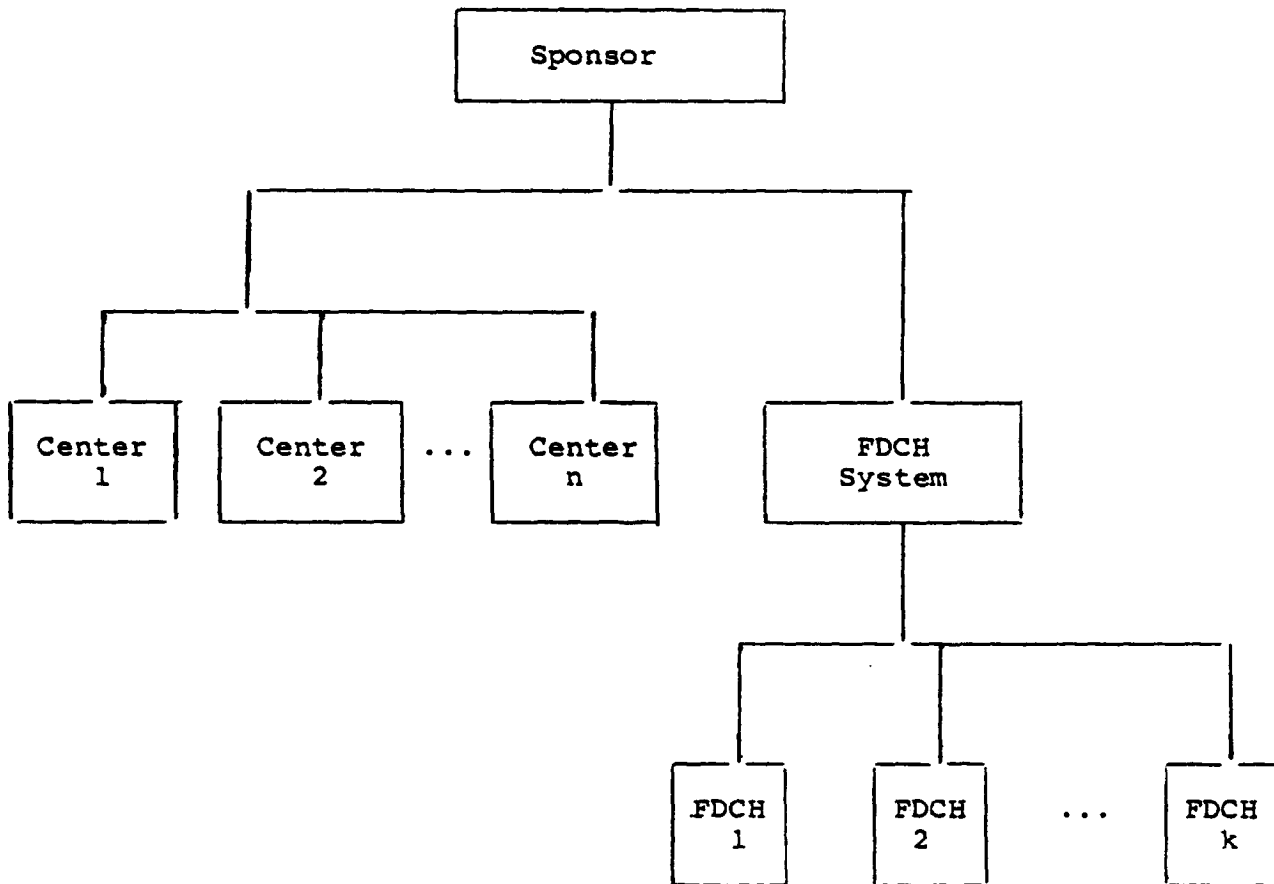 Sponsor
Center
1
Center
2
...
Center
n
FDCH
System
FDCH
1
FDCH
2
...
FDCH
k